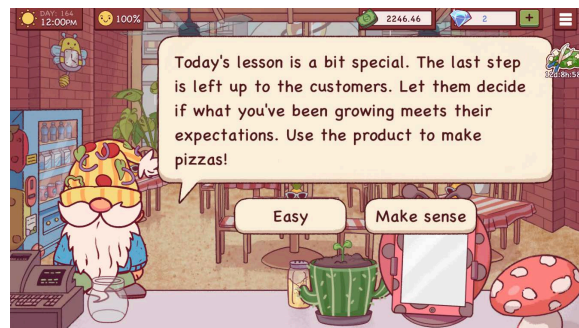 DAY: 164
12:00PM
100%
2246.46
2
+
Today's lesson is a bit special. The last step
is left up to the customers. Let them decide
if what you've been growing meets their
expectations. Use the product to make
pizzas!
Easy
Make sense